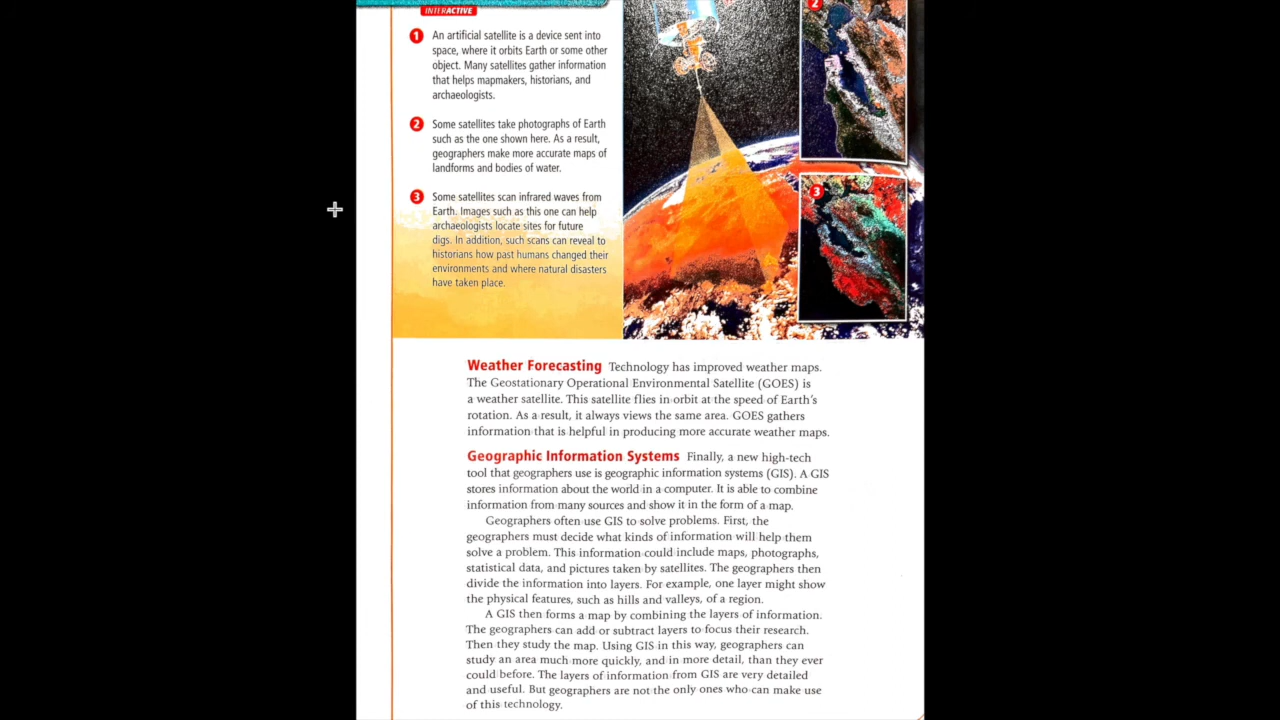 INTERACTIVE
1 An artificial satellite is a device sent into
space, where it orbits Earth or some other
object. Many satellites gather information
that helps mapmakers, historians, and
archaeologists.
2 Some satellites take photographs of Earth
such as the one shown here. As a result,
geographers make more accurate maps of
landforms and bodies of water.
3 Some satellites scan infrared waves from
Earth. Images such as this one can help
archaeologists locate sites for future
digs. In addition, such scans can reveal to
historians how past humans changed their
environments and where natural disasters
have taken place.
2
3
Weather Forecasting Technology has improved weather maps.
The Geostationary Operational Environmental Satellite (GOES) is
a weather satellite. This satellite flies in orbit at the speed of Earth's
rotation. As a result, it always views the same area. GOES gathers
information that is helpful in producing more accurate weather maps.
Geographic Information Systems Finally, a new high-tech
tool that geographers use is geographic information systems (GIS). A GIS
stores information about the world in a computer. It is able to combine
information from many sources and show it in the form of a map.
Geographers often use GIS to solve problems. First, the
geographers must decide what kinds of information will help them
solve a problem. This information could include maps, photographs,
statistical data, and pictures taken by satellites. The geographers then
divide the information into layers. For example, one layer might show
the physical features, such as hills and valleys, of a region.
A GIS then forms a map by combining the layers of information.
The geographers can add or subtract layers to focus their research.
Then they study the map. Using GIS in this way, geographers can
study an area much more quickly, and in more detail, than they ever
could before. The layers of information from GIS are very detailed
and useful. But geographers are not the only ones who can make use
of this technology.